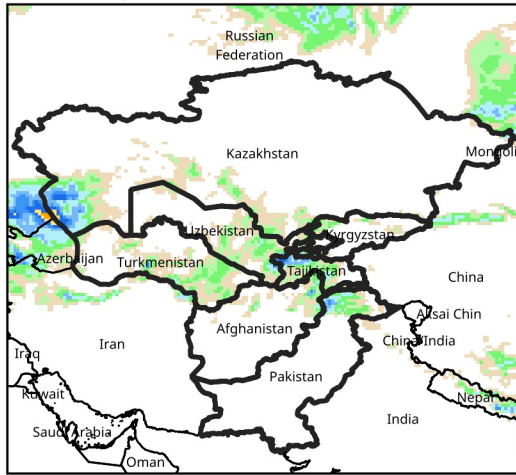 Russian
Federation
Kazakhstan
Mongoli
Uzbekistan
Kyrgyzstan
Azerbaijan
Turkmenistan
Tajikistan
China
Afghanistan
Aksai Chin
Iran
China/India
Iraq
Pakistan
Kuwait
Nepal
India
Saudi Arabia
Oman